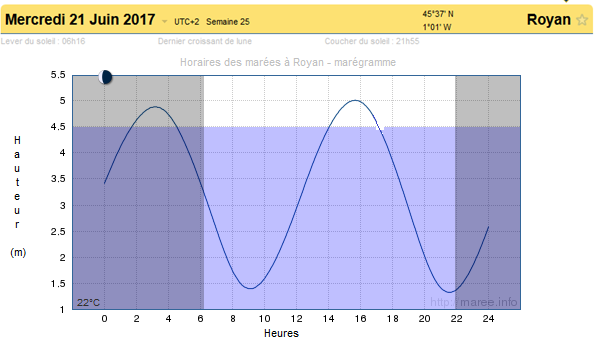 Mercredi 21 Juin 2017 UTC+2 Semaine 25 45°37' N Royan
1°01' W
Lever du soleil : 06h16 Dernier croissant de lune Coucher du soleil : 21h55
Horaires des marées à Royan - marégramme
5.5
5
4.5
4
3.5
3
2.5
2
1.5
1
Hauteur (m)
22°C http://maree.info
0 2 4 6 8 10 12 14 16 18 20 22 24
Heures